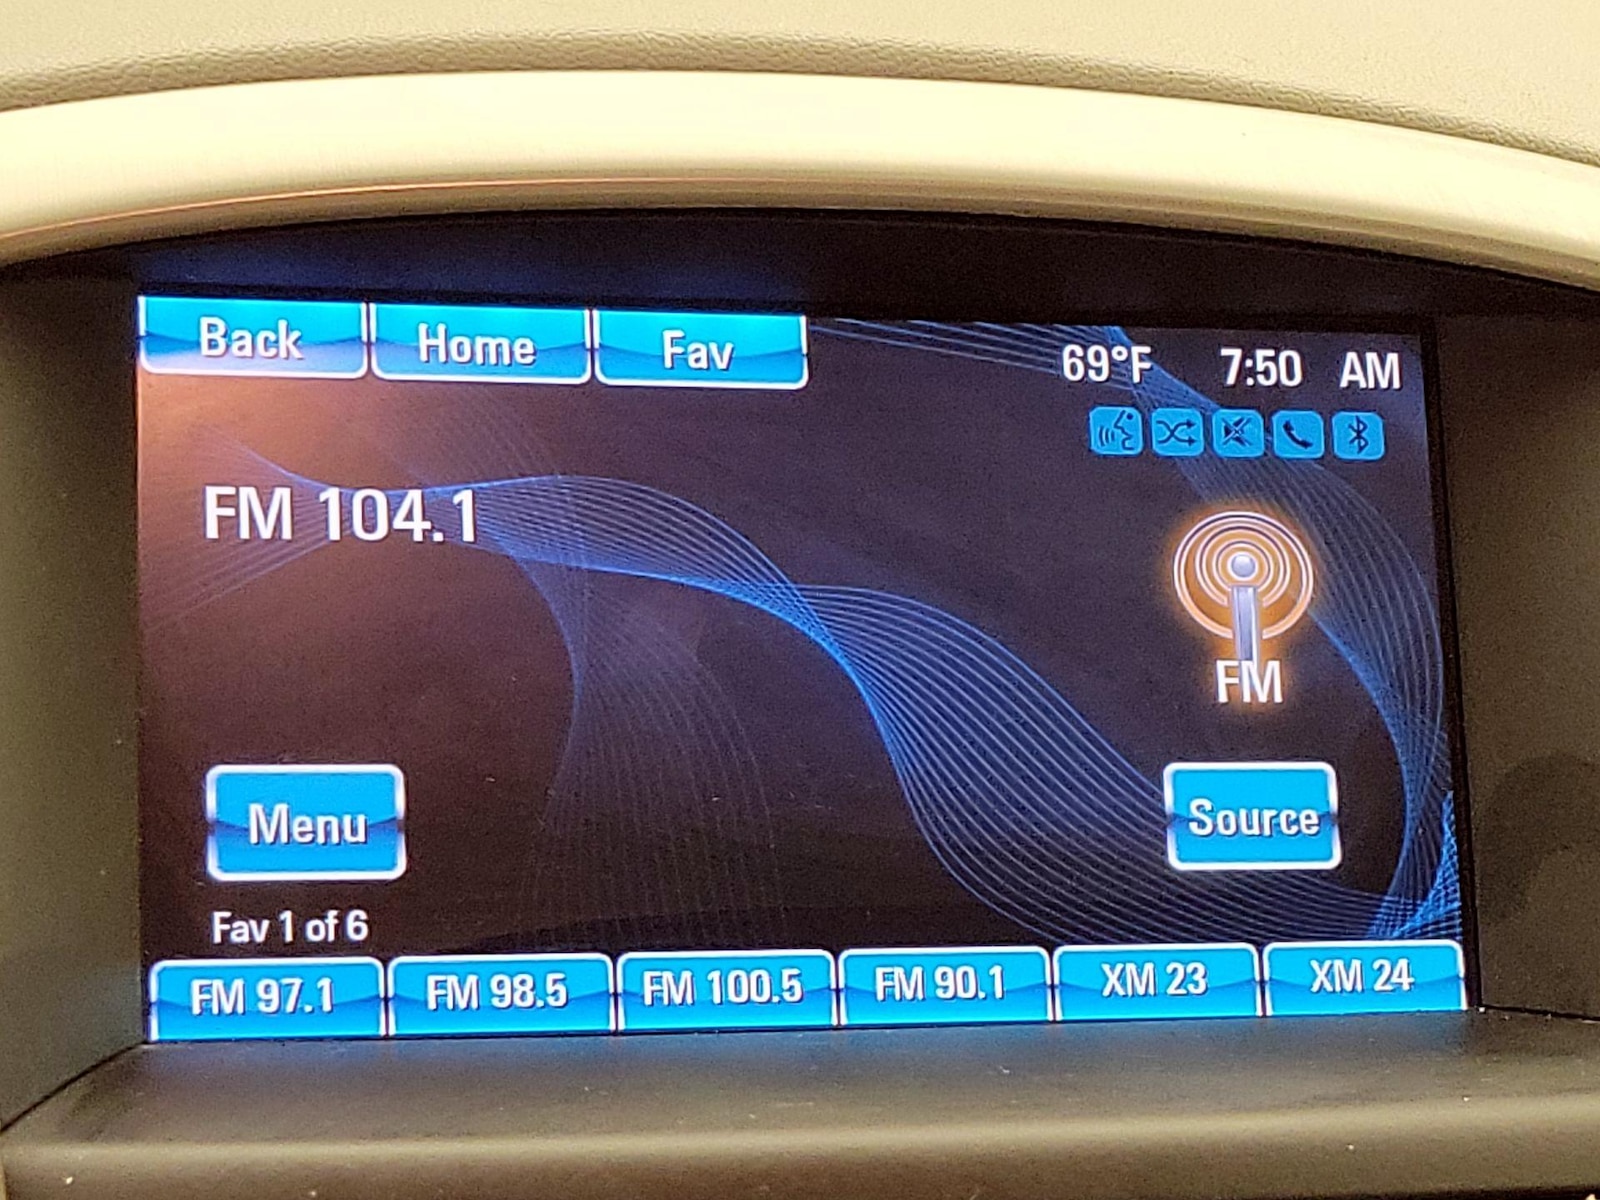 Back Home Fav
69°F 7:50 AM
FM 104.1
FM
Menu
Source
Fav 1 of 6
FM 97.1 FM 98.5 FM 100.5 FM 90.1 XM 23 XM 24